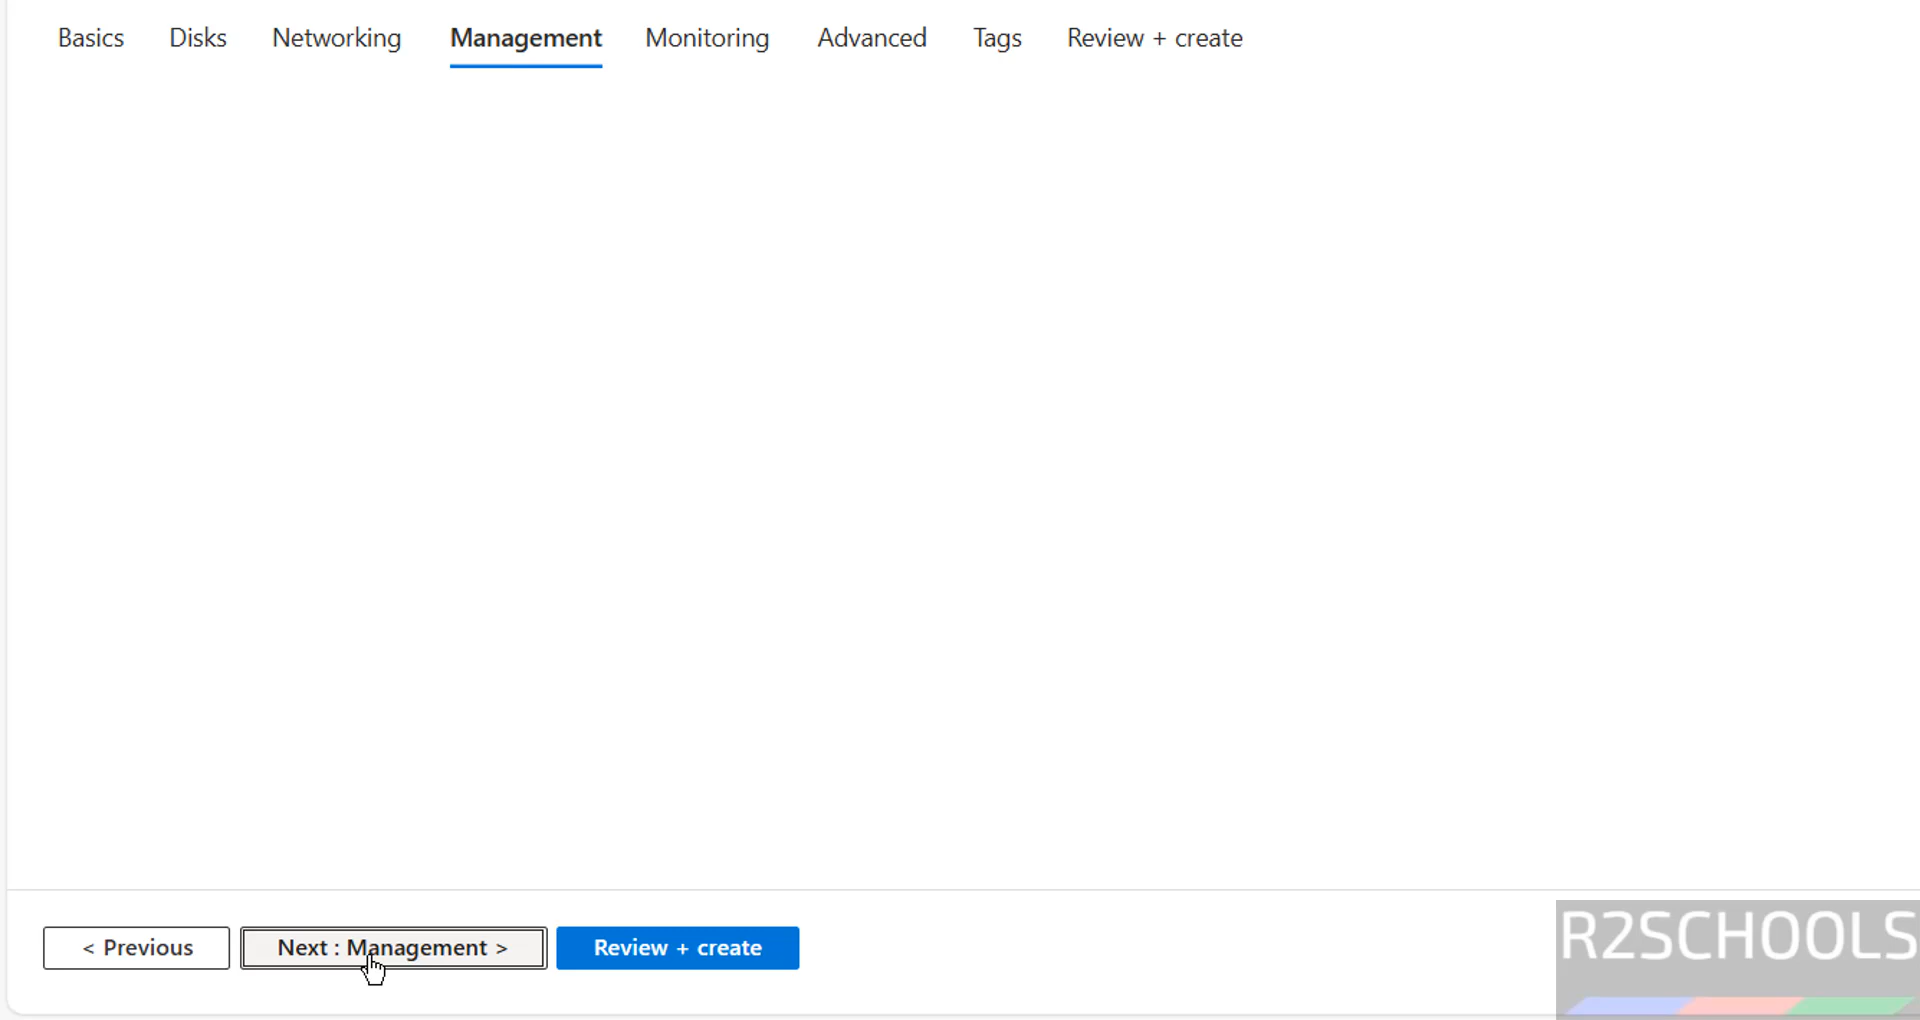 Basics Disks Networking Management Monitoring Advanced Tags Review + create
< Previous Next : Management > Review + create
R2SCHOOLS